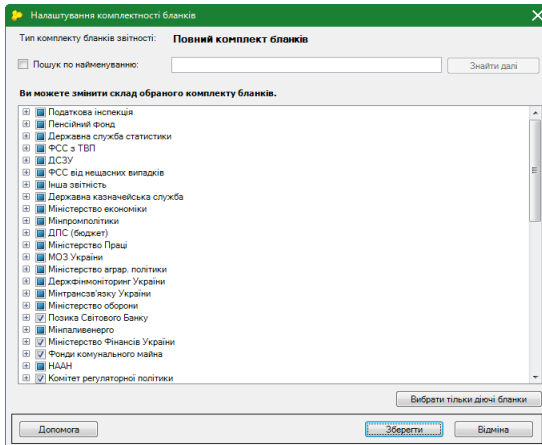 Налаштування комплектності бланків
Тип комплекту бланків звітності: Повний комплект бланків
Пошук по найменуванню: Знайти далі
Ви можете змінити склад обраного комплекту бланків.
Податкова інспекція
Пенсійний Фонд
Державна служба статистики
ФСС з ТВП
ДСЗУ
ФСС від нещасних випадків
Інша звітність
Державна казначейська служба
Міністерство економіки
Мінпромполітики
ДПС (бюджет)
Міністерство Праці
МОЗ України
Міністерство аграр. політики
Держфінмоніторинг України
Мінтрансзв'язку України
Міністерство оборони
Позика Світового Банку
Мінпаливенерго
Міністерство Фінансів України
Фонди комунального майна
НААН
Комітет регуляторної політики
Вибрати тільки діючі бланки
Допомога Зберегти Відміна